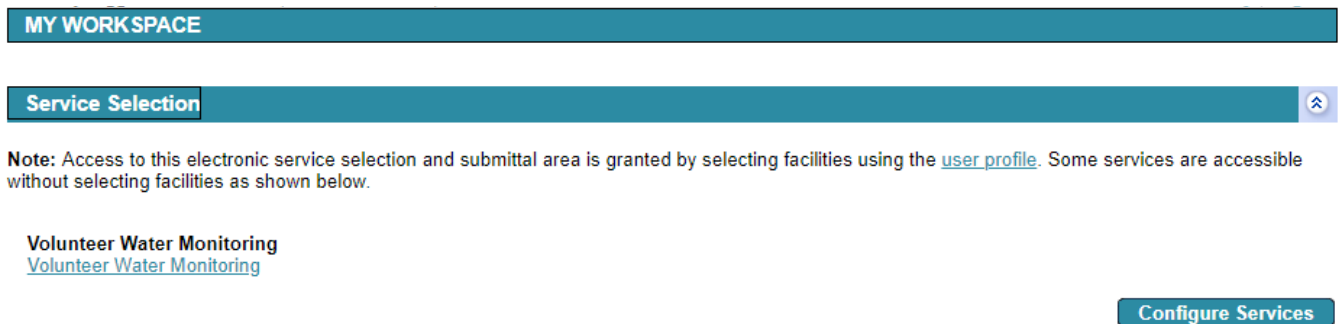 MY WORKSPACE
Service Selection
Note: Access to this electronic service selection and submittal area is granted by selecting facilities using the user profile. Some services are accessible
without selecting facilities as shown below.
Volunteer Water Monitoring
Volunteer Water Monitoring
Configure Services